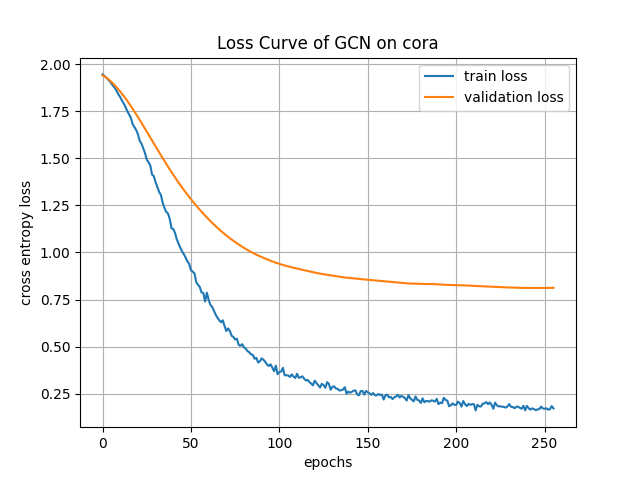 Loss Curve of GCN on cora
train loss
validation loss
cross entropy loss
2.00
1.75
1.50
1.25
1.00
0.75
0.50
0.25
0 50 100 150 200 250
epochs